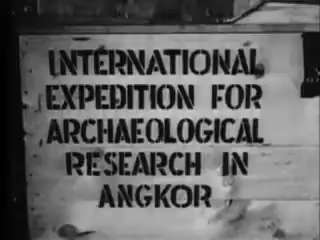 INTERNATIONAL
EXPEDITION FOR
ARCHAEOLOGICAL
RESEARCH IN
ANGKOR